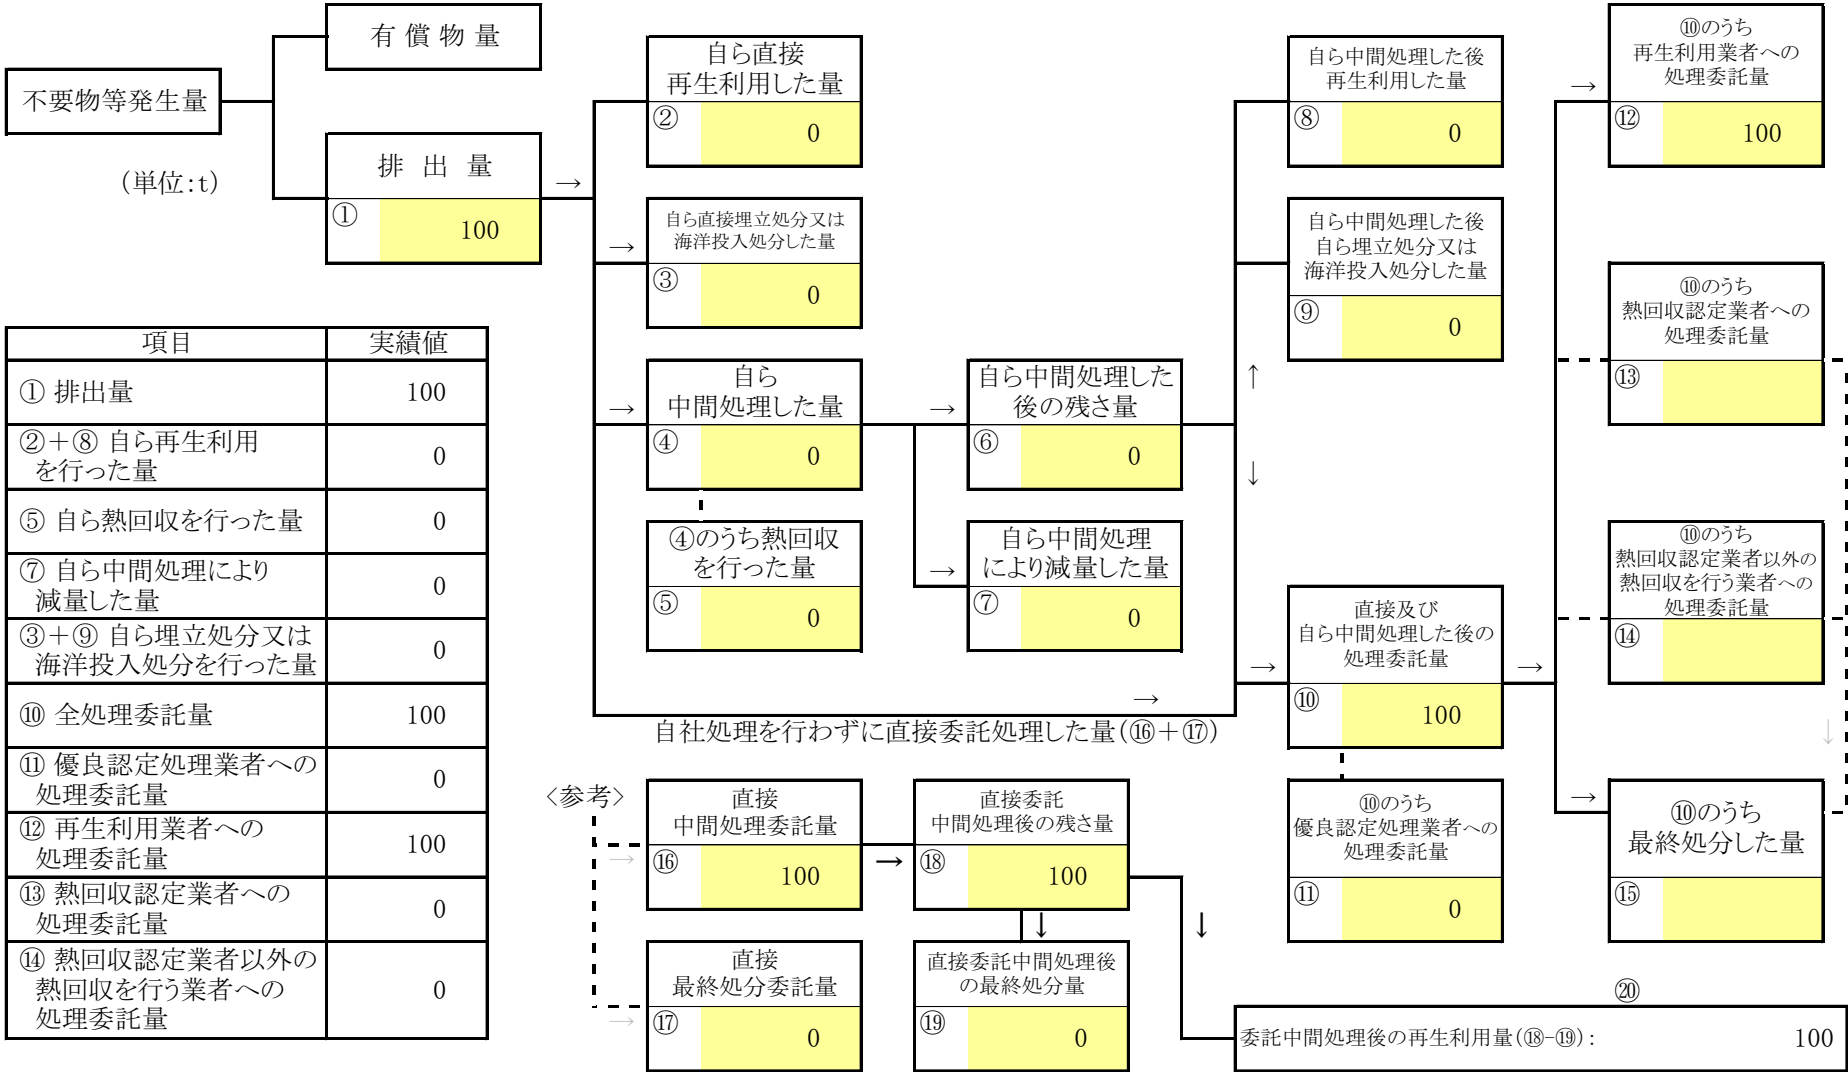 有 償 物 量
不要物等発生量
(単位:t)
排 出 量
①
100
→
自ら直接
再生利用した量
②
0
→
自ら直接埋立処分又は
海洋投入処分した量
③
0
→
自ら
中間処理した量
④
0
④のうち熱回収
を行った量
⑤
0
→
自ら中間処理した
後の残さ量
⑥
0
→
自ら中間処理
により減量した量
⑦
0
→
自社処理を行わずに直接委託処理した量(⑯+⑰)
自ら中間処理した後
再生利用した量
⑧
0
自ら中間処理した後
自ら埋立処分又は
海洋投入処分した量
⑨
0
↑
↓
→
直接及び
自ら中間処理した後の
処理委託量
⑩
100
⑩のうち
優良認定処理業者への
処理委託量
⑪
0
→
→
⑩のうち
再生利用業者への
処理委託量
⑫
100
⑩のうち
熱回収認定業者への
処理委託量
⑬
⑩のうち
熱回収認定業者以外の
熱回収を行う業者への
処理委託量
⑭
↓
→
⑩のうち
最終処分した量
⑮
項目 実績値
① 排出量 100
②+⑧ 自ら再生利用
を行った量 0
⑤ 自ら熱回収を行った量 0
⑦ 自ら中間処理により
減量した量 0
③+⑨ 自ら埋立処分又は
海洋投入処分を行った量 0
⑩ 全処理委託量 100
⑪ 優良認定処理業者への
処理委託量 0
⑫ 再生利用業者への
処理委託量 100
⑬ 熱回収認定業者への
処理委託量 0
⑭ 熱回収認定業者以外の
熱回収を行う業者への
処理委託量 0
<参考>
→
直接
中間処理委託量
⑯
100
→
直接委託
中間処理後の残さ量
⑱
100
↓
↓
→
直接
最終処分委託量
⑰
0
直接委託中間処理後
の最終処分量
⑲
0
⑳
委託中間処理後の再生利用量(⑱-⑲): 100